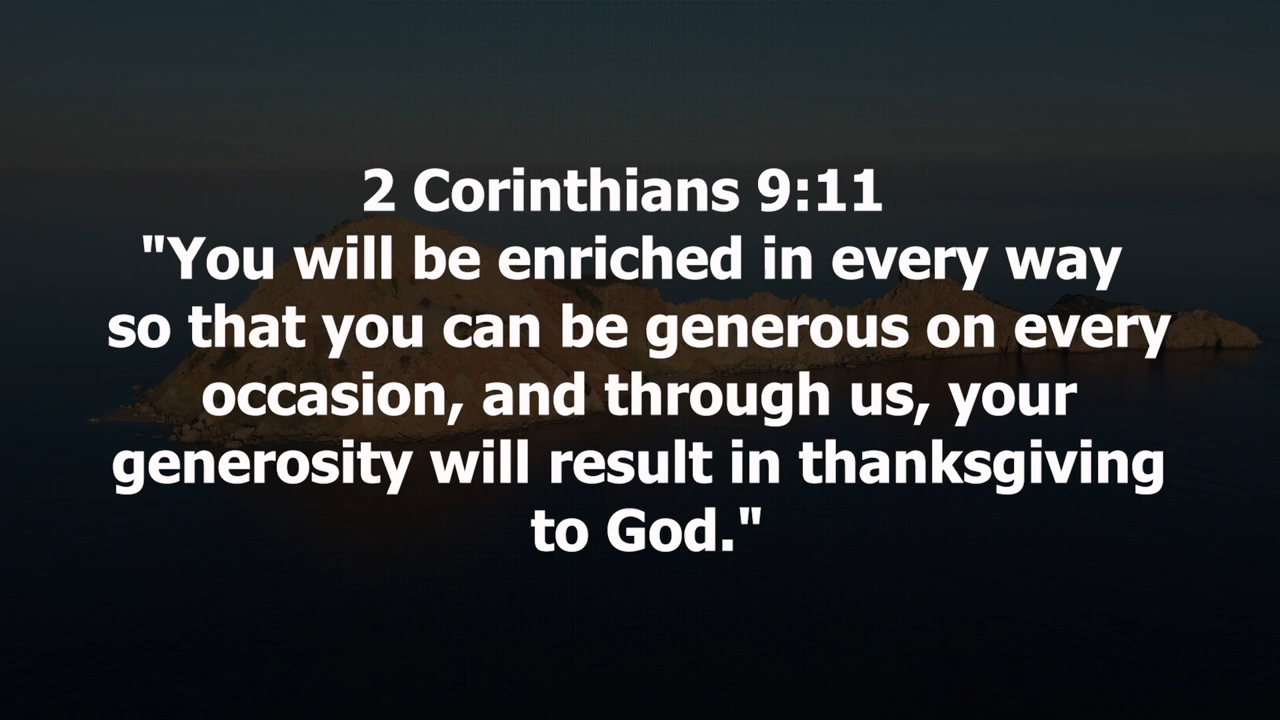 2 Corinthians 9:11
"You will be enriched in every way
so that you can be generous on every
occasion, and through us, your
generosity will result in thanksgiving
to God."